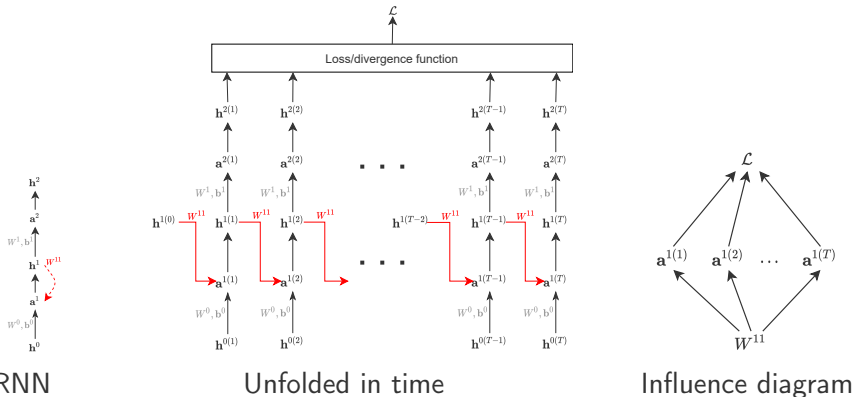 ℒ
Loss/divergence function
h²⁽¹⁾ h²⁽²⁾ h²⁽ᵀ⁻¹⁾ h²⁽ᵀ⁾
a²⁽¹⁾ a²⁽²⁾ · · · a²⁽ᵀ⁻¹⁾ a²⁽ᵀ⁾
W¹, b¹ W¹, b¹ W¹, b¹ W¹, b¹
h¹⁽⁰⁾ W¹¹ h¹⁽¹⁾ W¹¹ h¹⁽²⁾ W¹¹ h¹⁽ᵀ⁻²⁾ W¹¹ h¹⁽ᵀ⁻¹⁾ W¹¹ h¹⁽ᵀ⁾
a¹⁽¹⁾ a¹⁽²⁾ · · · a¹⁽ᵀ⁻¹⁾ a¹⁽ᵀ⁾
W⁰, b⁰ W⁰, b⁰ W⁰, b⁰ W⁰, b⁰
h⁰⁽¹⁾ h⁰⁽²⁾ h⁰⁽ᵀ⁻¹⁾ h⁰⁽ᵀ⁾
h²
a²
W¹, b¹
h¹ W¹¹
a¹
W⁰, b⁰
h⁰
ℒ
a¹⁽¹⁾ a¹⁽²⁾ ⋯ a¹⁽ᵀ⁾
W¹¹
RNN
Unfolded in time
Influence diagram